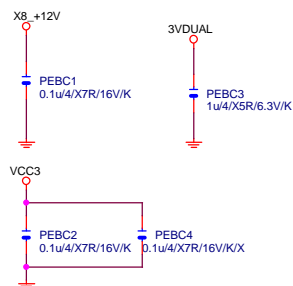 X8_+12V
3VDUAL
PEBC1
0.1u/4/X7R/16V/K
PEBC3
1u/4/X5R/6.3V/K
VCC3
PEBC2
0.1u/4/X7R/16V/K
PEBC4
0.1u/4/X7R/16V/K/X